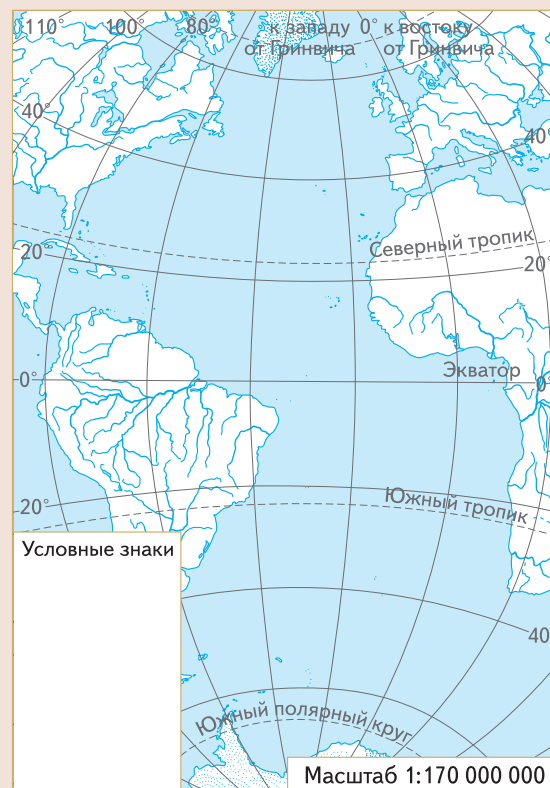 110° 100° 80° к западу 0° к востоку
от Гринвича от Гринвича
40°
40°
Северный тропик
20°
20°
Экватор
0°
0°
Южный тропик
20°
Условные знаки
40
Южный полярный круг
Масштаб 1:170 000 000